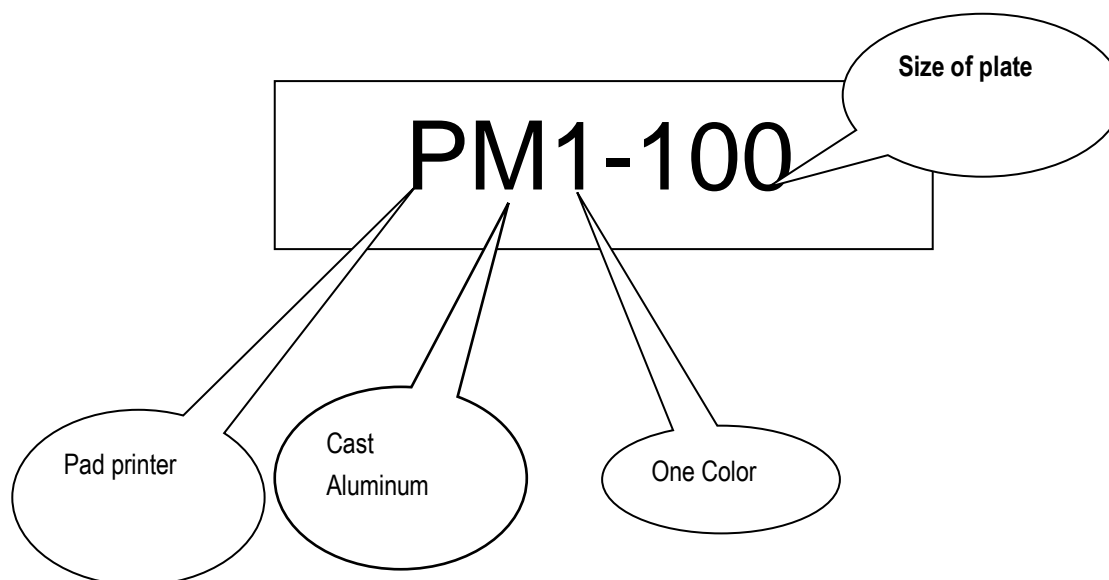 Size of plate
PM1-100
Pad printer
Cast
Aluminum
One Color